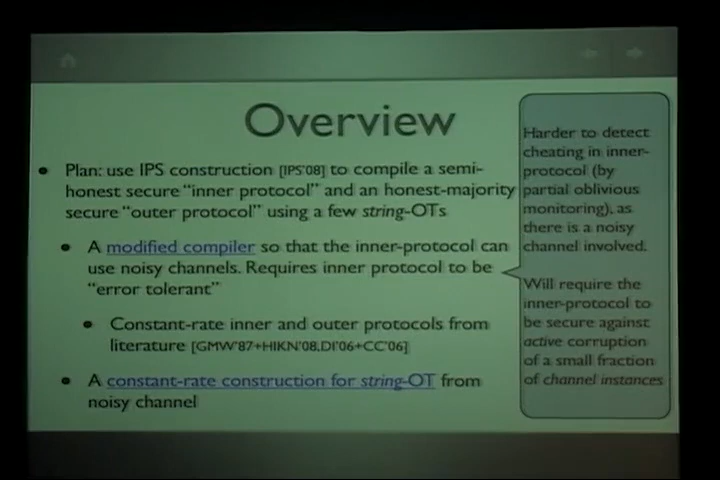 Overview
Plan: use IPS construction [IPS'08] to compile a semi-
honest secure "inner protocol" and an honest-majority
secure "outer protocol" using a few string-OTs
A modified compiler so that the inner-protocol can
use noisy channels. Requires inner protocol to be
"error tolerant"
Constant-rate inner and outer protocols from
literature [GMW'87+HIKN'08,DI'06+CC'06]
A constant-rate construction for string-OT from
noisy channel
Harder to detect
cheating in inner-
protocol (by
partial oblivious
monitoring), as
there is a noisy
channel involved.
Will require the
inner-protocol to
be secure against
active corruption
of a small fraction
of channel instances